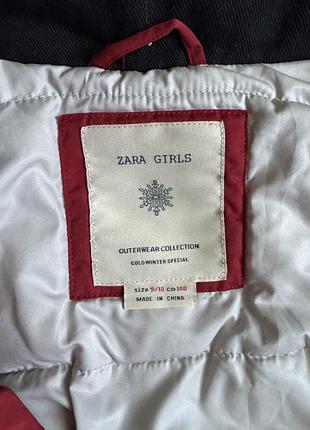 ZARA GIRLS
OUTERWEAR COLLECTION
COLD WINTER SPECIAL
SIZE 9/10 cm 140
MADE IN CHINA